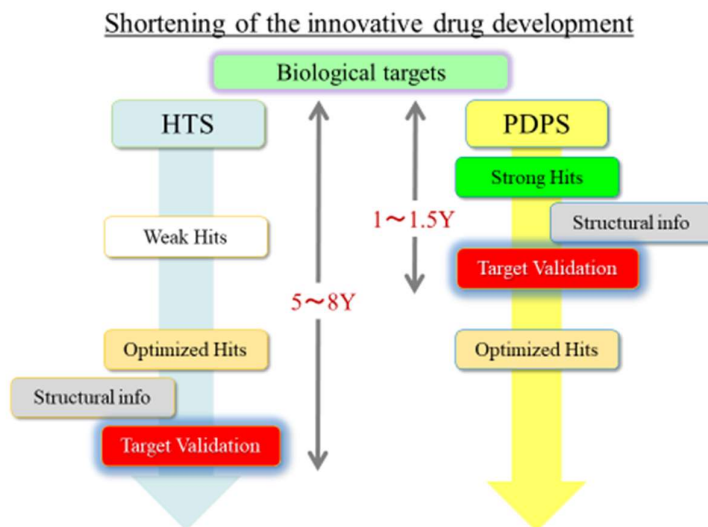 Shortening of the innovative drug development
Biological targets
HTS
PDPS
Strong Hits
Weak Hits
1～1.5Y
Structural info
Target Validation
5～8Y
Optimized Hits
Optimized Hits
Structural info
Target Validation